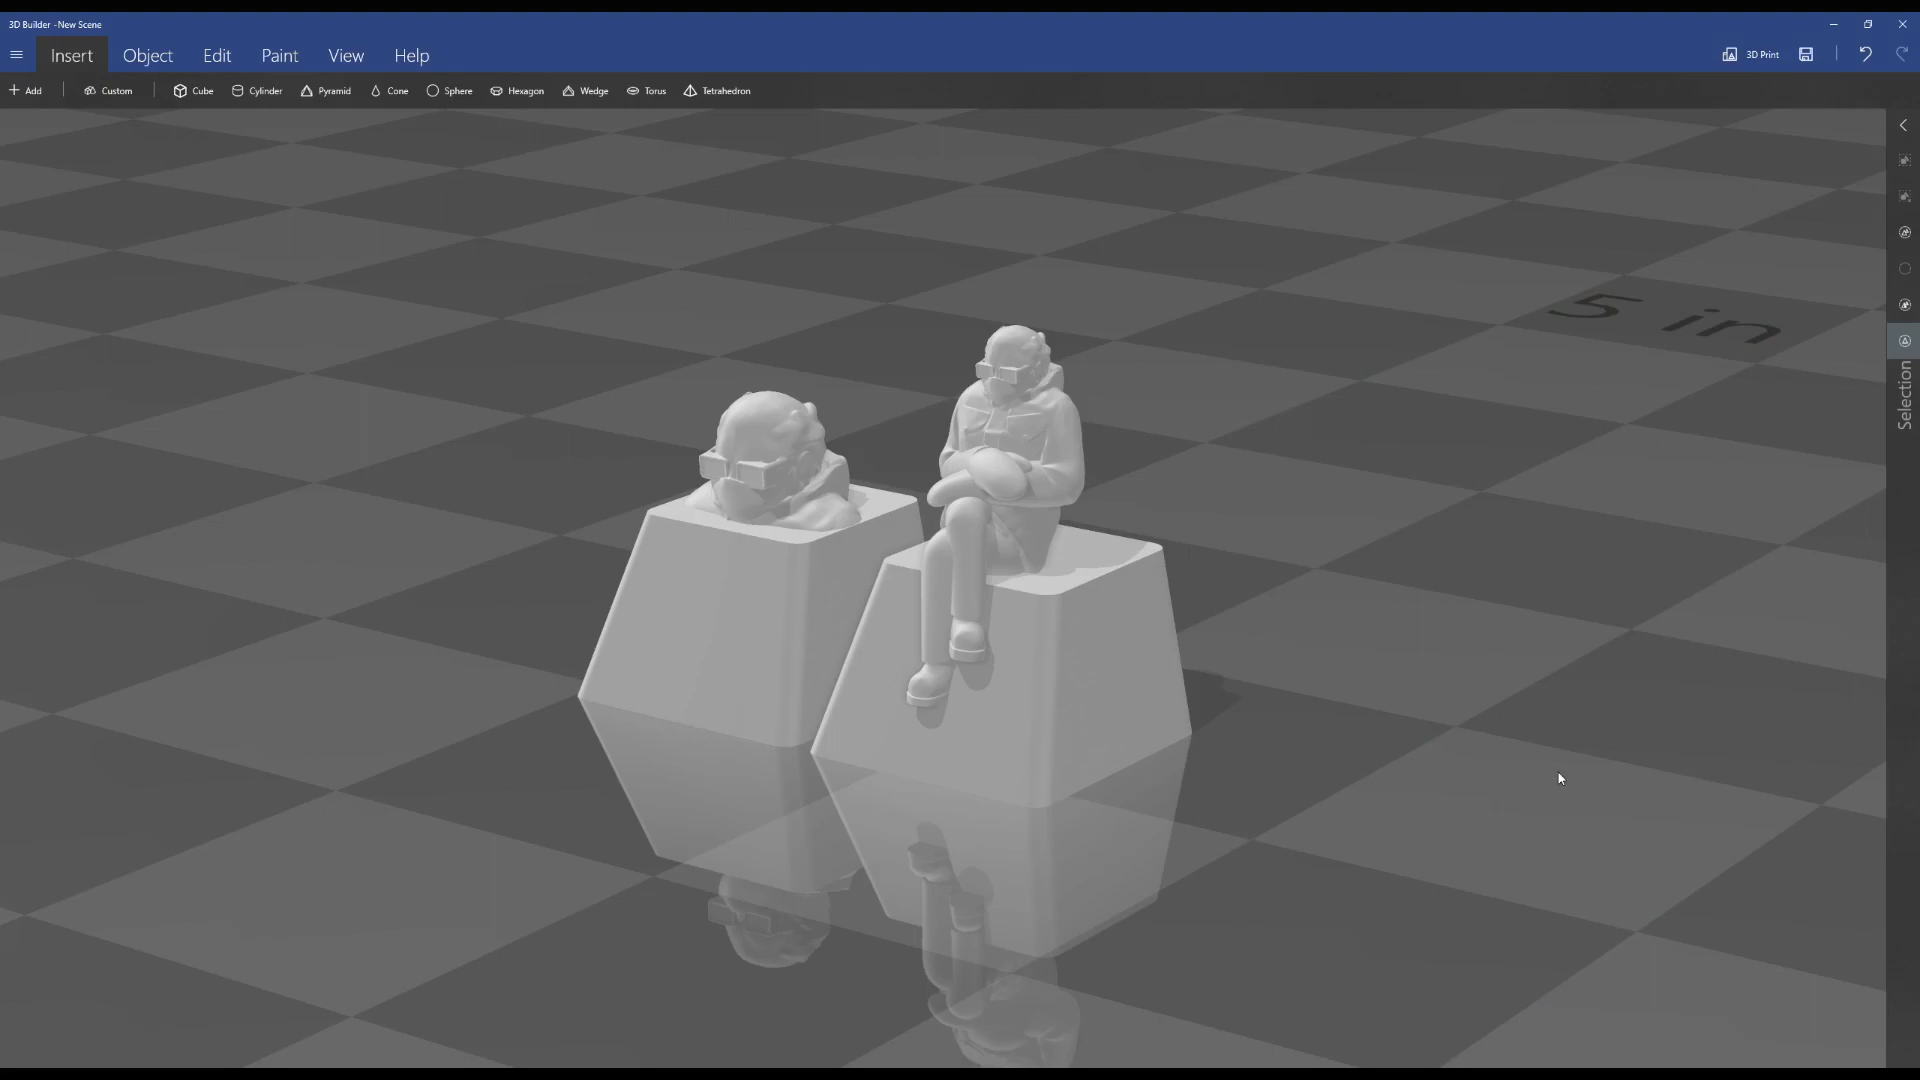 3D Builder - New Scene
Insert Object Edit Paint View Help
3D Print
Add Custom Cube Cylinder Pyramid Cone Sphere Hexagon Wedge Torus Tetrahedron
5 in
Selection